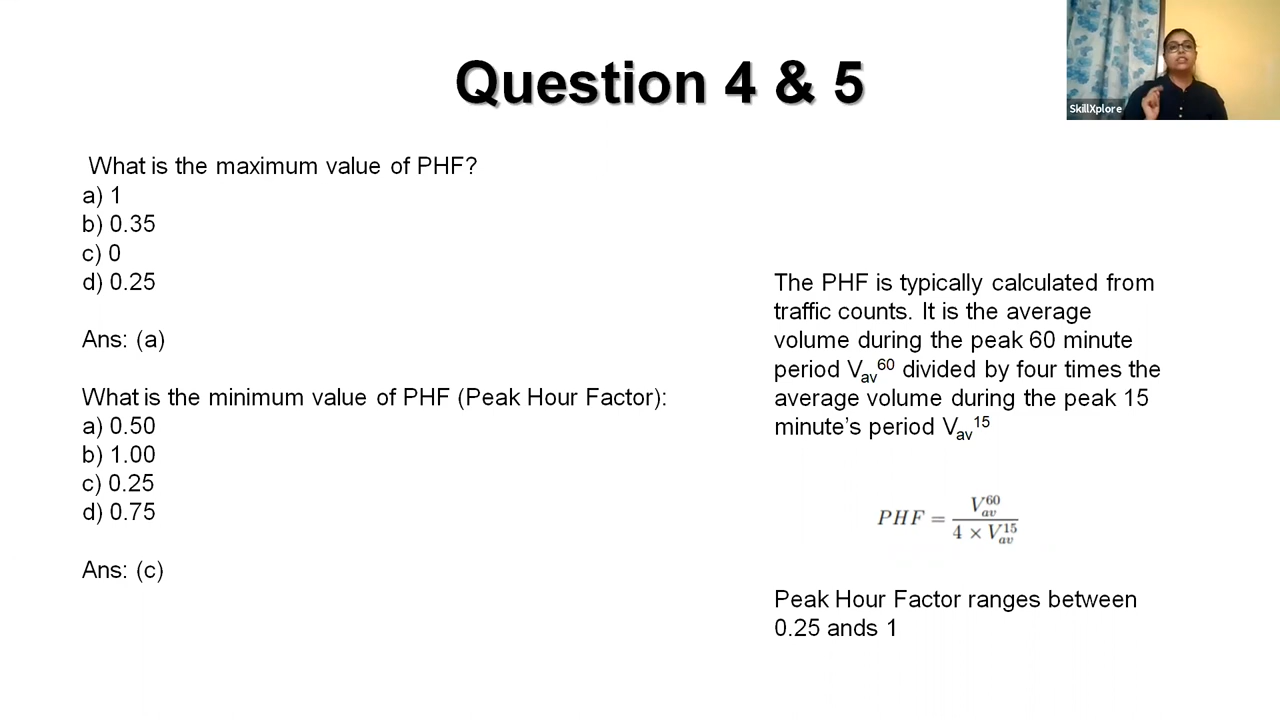 Question 4 & 5
SkillXplore
What is the maximum value of PHF?
a) 1
b) 0.35
c) 0
d) 0.25
Ans: (a)
What is the minimum value of PHF (Peak Hour Factor):
a) 0.50
b) 1.00
c) 0.25
d) 0.75
Ans: (c)
The PHF is typically calculated from
traffic counts. It is the average
volume during the peak 60 minute
period Vav60 divided by four times the
average volume during the peak 15
minute’s period Vav15
PHF = V60av / 4 × V15av
Peak Hour Factor ranges between
0.25 ands 1